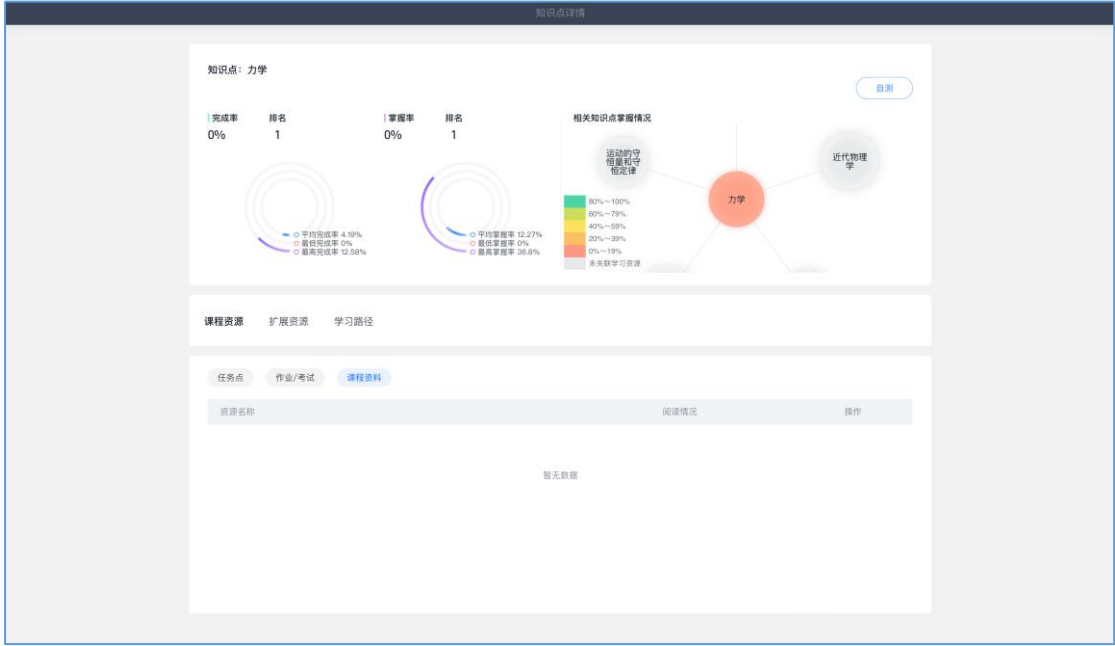 知识点详情
知识点：力学
自测
完成率 排名
0% 1
掌握率 排名
0% 1
平均完成率 4.19%
最低完成率 0%
最高完成率 12.58%
平均掌握率 12.27%
最低掌握率 0%
最高掌握率 36.8%
相关知识点掌握情况
运动的守
恒量和守
恒定律
近代物理
学
力学
80%～100%
60%～79%
40%～59%
20%～39%
0%～19%
未关联学习资源
课程资源 扩展资源 学习路径
任务点 作业/考试 课程资料
资源名称 阅读情况 操作
暂无数据